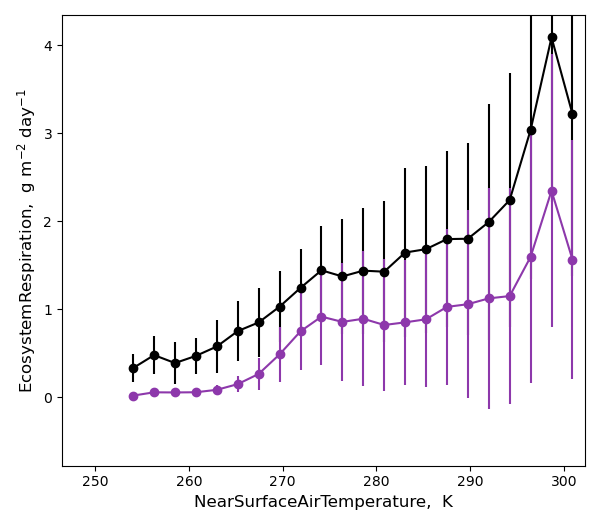 4
3
2
1
0
EcosystemRespiration, g m⁻² day⁻¹
250 260 270 280 290 300
NearSurfaceAirTemperature, K